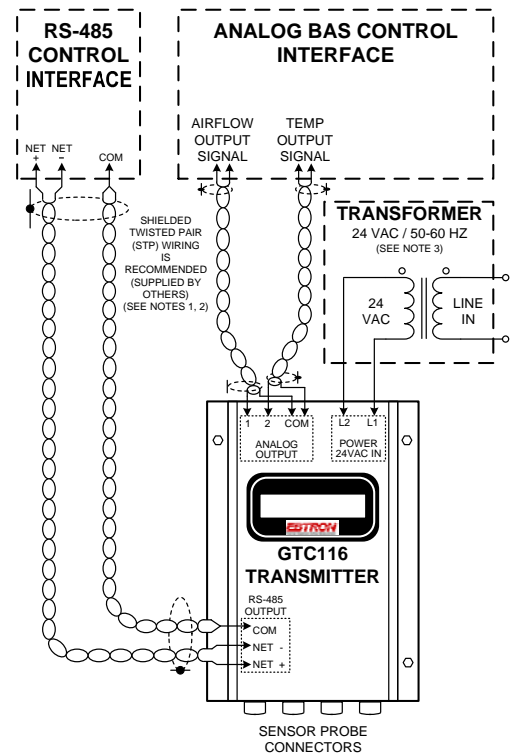 RS-485
CONTROL
INTERFACE
NET
+
NET
-
COM
ANALOG BAS CONTROL
INTERFACE
AIRFLOW
OUTPUT
SIGNAL
TEMP
OUTPUT
SIGNAL
SHIELDED
TWISTED PAIR
(STP) WIRING
IS
RECOMMENDED
(SUPPLIED BY
OTHERS)
(SEE NOTES 1, 2)
TRANSFORMER
24 VAC / 50-60 HZ
(SEE NOTE 3)
24
VAC
LINE
IN
1 2 COM
ANALOG
OUTPUT
L2 L1
POWER
24VAC IN
EBTRON
GTC116
TRANSMITTER
RS-485
OUTPUT
COM
NET -
NET +
SENSOR PROBE
CONNECTORS